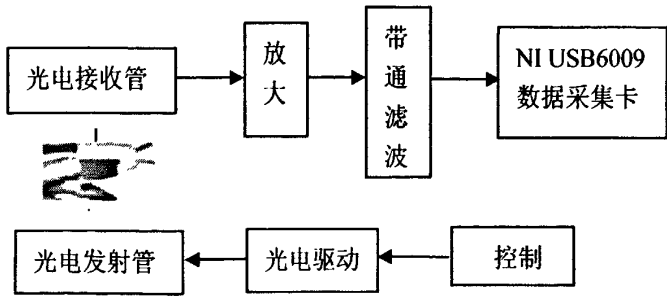 光电接收管
放大
带通滤波
NI USB6009
数据采集卡
光电发射管
光电驱动
控制